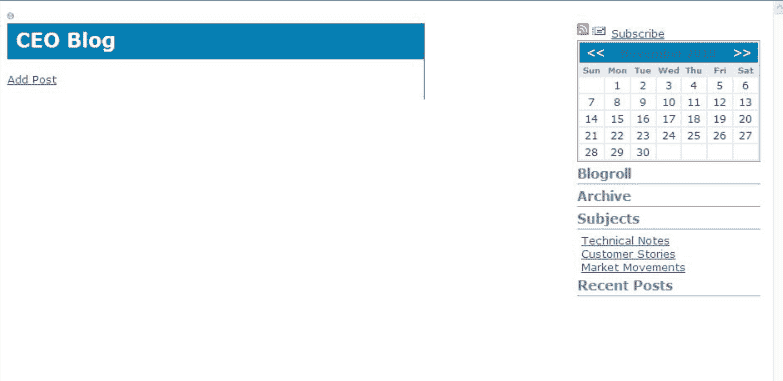 CEO Blog
Add Post
Subscribe
<< >>
Sun Mon Tue Wed Thu Fri Sat
1 2 3 4 5 6
7 8 9 10 11 12 13
14 15 16 17 18 19 20
21 22 23 24 25 26 27
28 29 30
Blogroll
Archive
Subjects
Technical Notes
Customer Stories
Market Movements
Recent Posts